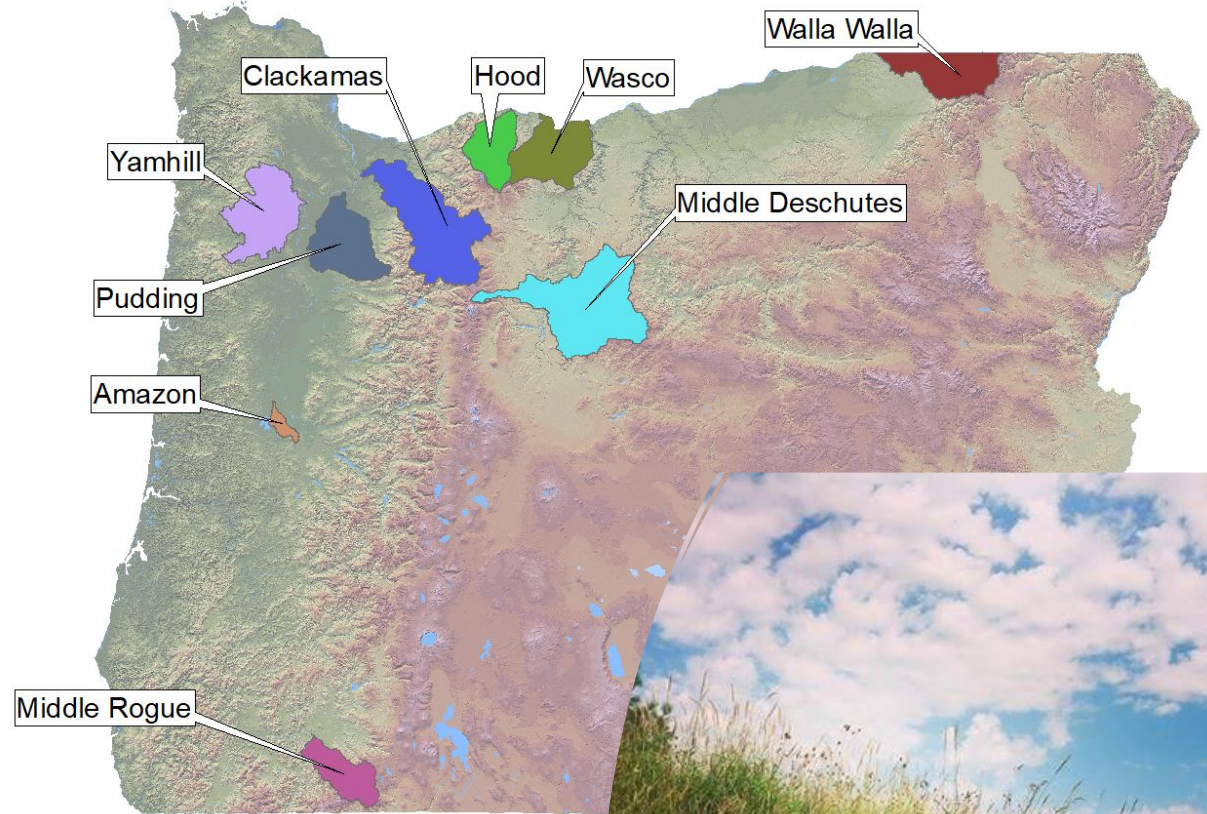 Walla Walla
Clackamas
Hood
Wasco
Yamhill
Middle Deschutes
Pudding
Amazon
Middle Rogue